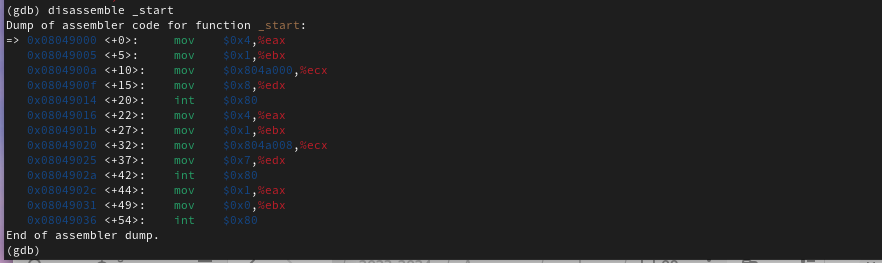 (gdb) disassemble _start
Dump of assembler code for function _start:
=> 0x08049000 <+0>:     mov    $0x4,%eax
   0x08049005 <+5>:     mov    $0x1,%ebx
   0x0804900a <+10>:    mov    $0x804a000,%ecx
   0x0804900f <+15>:    mov    $0x8,%edx
   0x08049014 <+20>:    int    $0x80
   0x08049016 <+22>:    mov    $0x4,%eax
   0x0804901b <+27>:    mov    $0x1,%ebx
   0x08049020 <+32>:    mov    $0x804a008,%ecx
   0x08049025 <+37>:    mov    $0x7,%edx
   0x0804902a <+42>:    int    $0x80
   0x0804902c <+44>:    mov    $0x1,%eax
   0x08049031 <+49>:    mov    $0x0,%ebx
   0x08049036 <+54>:    int    $0x80
End of assembler dump.
(gdb)